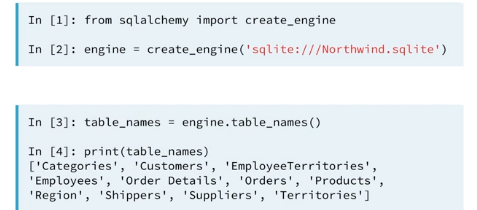 In [1]: from sqlalchemy import create_engine
In [2]: engine = create_engine('sqlite:///Northwind.sqlite')
In [3]: table_names = engine.table_names()
In [4]: print(table_names)
['Categories', 'Customers', 'EmployeeTerritories',
'Employees', 'Order Details', 'Orders', 'Products',
'Region', 'Shippers', 'Suppliers', 'Territories']